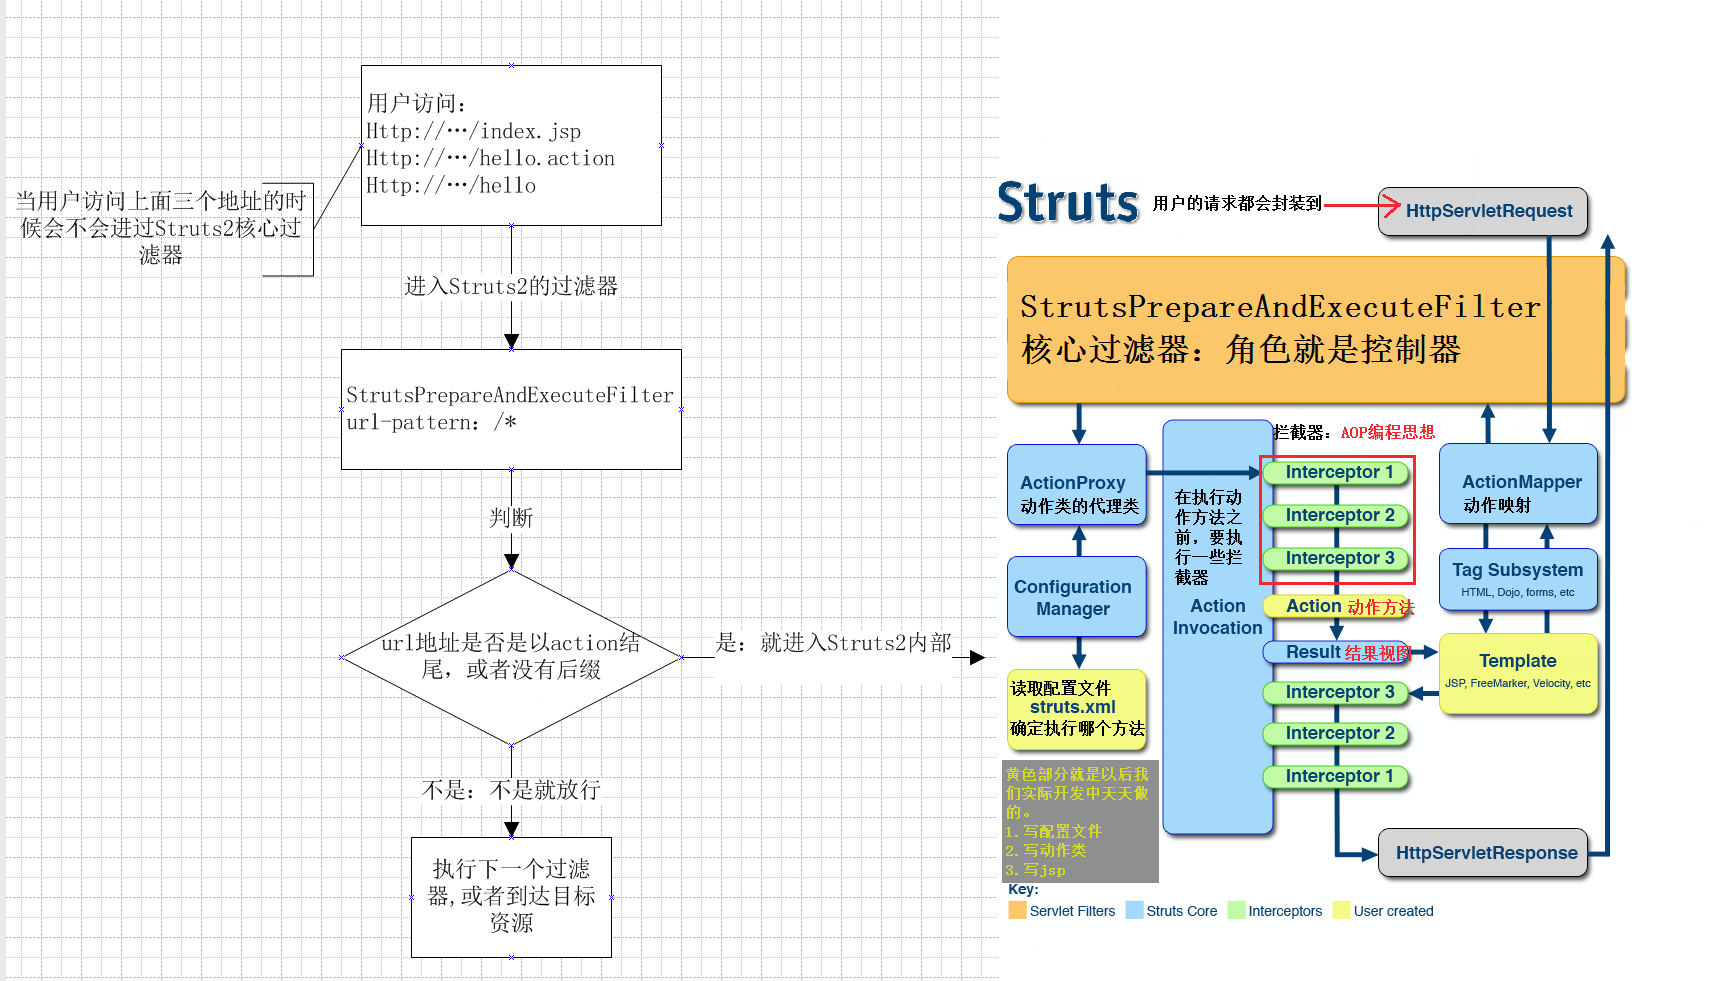 用户访问：
Http://…/index.jsp
Http://…/hello.action
Http://…/hello
当用户访问上面三个地址的时
候会不会进过Struts2核心过
滤器
进入Struts2的过滤器
StrutsPrepareAndExecuteFilter
url-pattern：/*
判断
url地址是否是以action结
尾，或者没有后缀
是：就进入Struts2内部
不是：不是就放行
执行下一个过滤
器,或者到达目标
资源
Struts
用户的请求都会封装到
HttpServletRequest
StrutsPrepareAndExecuteFilter
核心过滤器：角色就是控制器
ActionProxy
动作类的代理类
Configuration
Manager
读取配置文件
struts.xml
确定执行哪个方法
黄色部分就是以后我
们实际开发中天天做
的。
1.写配置文件
2.写动作类
3.写jsp
拦截器：AOP编程思想
在执行动
作方法之
前，要执
行一些拦
截器
Action
Invocation
Interceptor 1
Interceptor 2
Interceptor 3
Action 动作方法
Result 结果视图
Interceptor 3
Interceptor 2
Interceptor 1
ActionMapper
动作映射
Tag Subsystem
HTML, Dojo, forms, etc
Template
JSP, FreeMarker, Velocity, etc
HttpServletResponse
Key:
Servlet Filters
Struts Core
Interceptors
User created